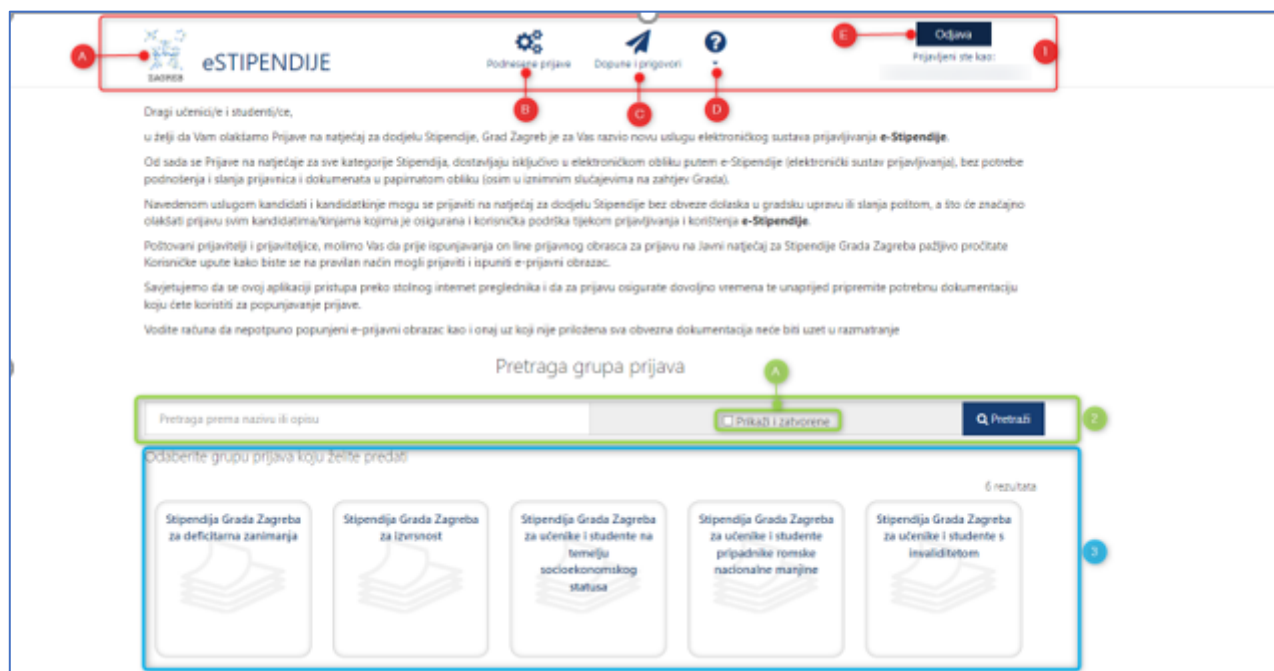 A
ZAGREB
eSTIPENDIJE
Podnesene prijave
B
Dopune i prigovori
C
D
E
Odjava
Prijavljeni ste kao:
1
Dragi učenici/e i studenti/ce,
u želji da Vam olakšamo Prijave na natječaj za dodjelu Stipendije, Grad Zagreb je za Vas razvio novu uslugu elektroničkog sustava prijavljivanja e-Stipendije.
Od sada se Prijave na natječaje za sve kategorije Stipendija, dostavljaju isključivo u elektroničkom obliku putem e-Stipendije (elektronički sustav prijavljivanja), bez potrebe
podnošenja i slanja prijavnica i dokumenata u papirnatom obliku (osim u iznimnim slučajevima na zahtjev Grada).
Navedenom uslugom kandidati i kandidatkinje mogu se prijaviti na natječaj za dodjelu Stipendije bez obveze dolaska u gradsku upravu ili slanja poštom, a što će značajno
olakšati prijavu svim kandidatima/kinjama kojima je osigurana i korisnička podrška tijekom prijavljivanja i korištenja e-Stipendije.
Poštovani prijavitelji i prijaviteljice, molimo Vas da prije ispunjavanja on line prijavnog obrasca za prijavu na Javni natječaj za Stipendije Grada Zagreba pažljivo pročitate
Korisničke upute kako biste se na pravilan način mogli prijaviti i ispuniti e-prijavni obrazac.
Savjetujemo da se ovoj aplikaciji pristupa preko stolnog internet preglednika i da za prijavu osigurate dovoljno vremena te unaprijed pripremite potrebnu dokumentaciju
koju ćete koristiti za popunjavanje prijave.
Vodite računa da nepotpuno popunjeni e-prijavni obrazac kao i onaj uz koji nije priložena sva obvezna dokumentacija neće biti uzet u razmatranje
Pretraga grupa prijava
A
Pretraga prema nazivu ili opisu
Prikaži i zatvorene
Pretraži
2
Odaberite grupu prijava koju želite predati
6 rezultata
Stipendija Grada Zagreba
za deficitarna zanimanja
Stipendija Grada Zagreba
za izvrsnost
Stipendija Grada Zagreba
za učenike i studente na
temelju
socioekonomskog
statusa
Stipendija Grada Zagreba
za učenike i studente
pripadnike romske
nacionalne manjine
Stipendija Grada Zagreba
za učenike i studente s
invaliditetom
3